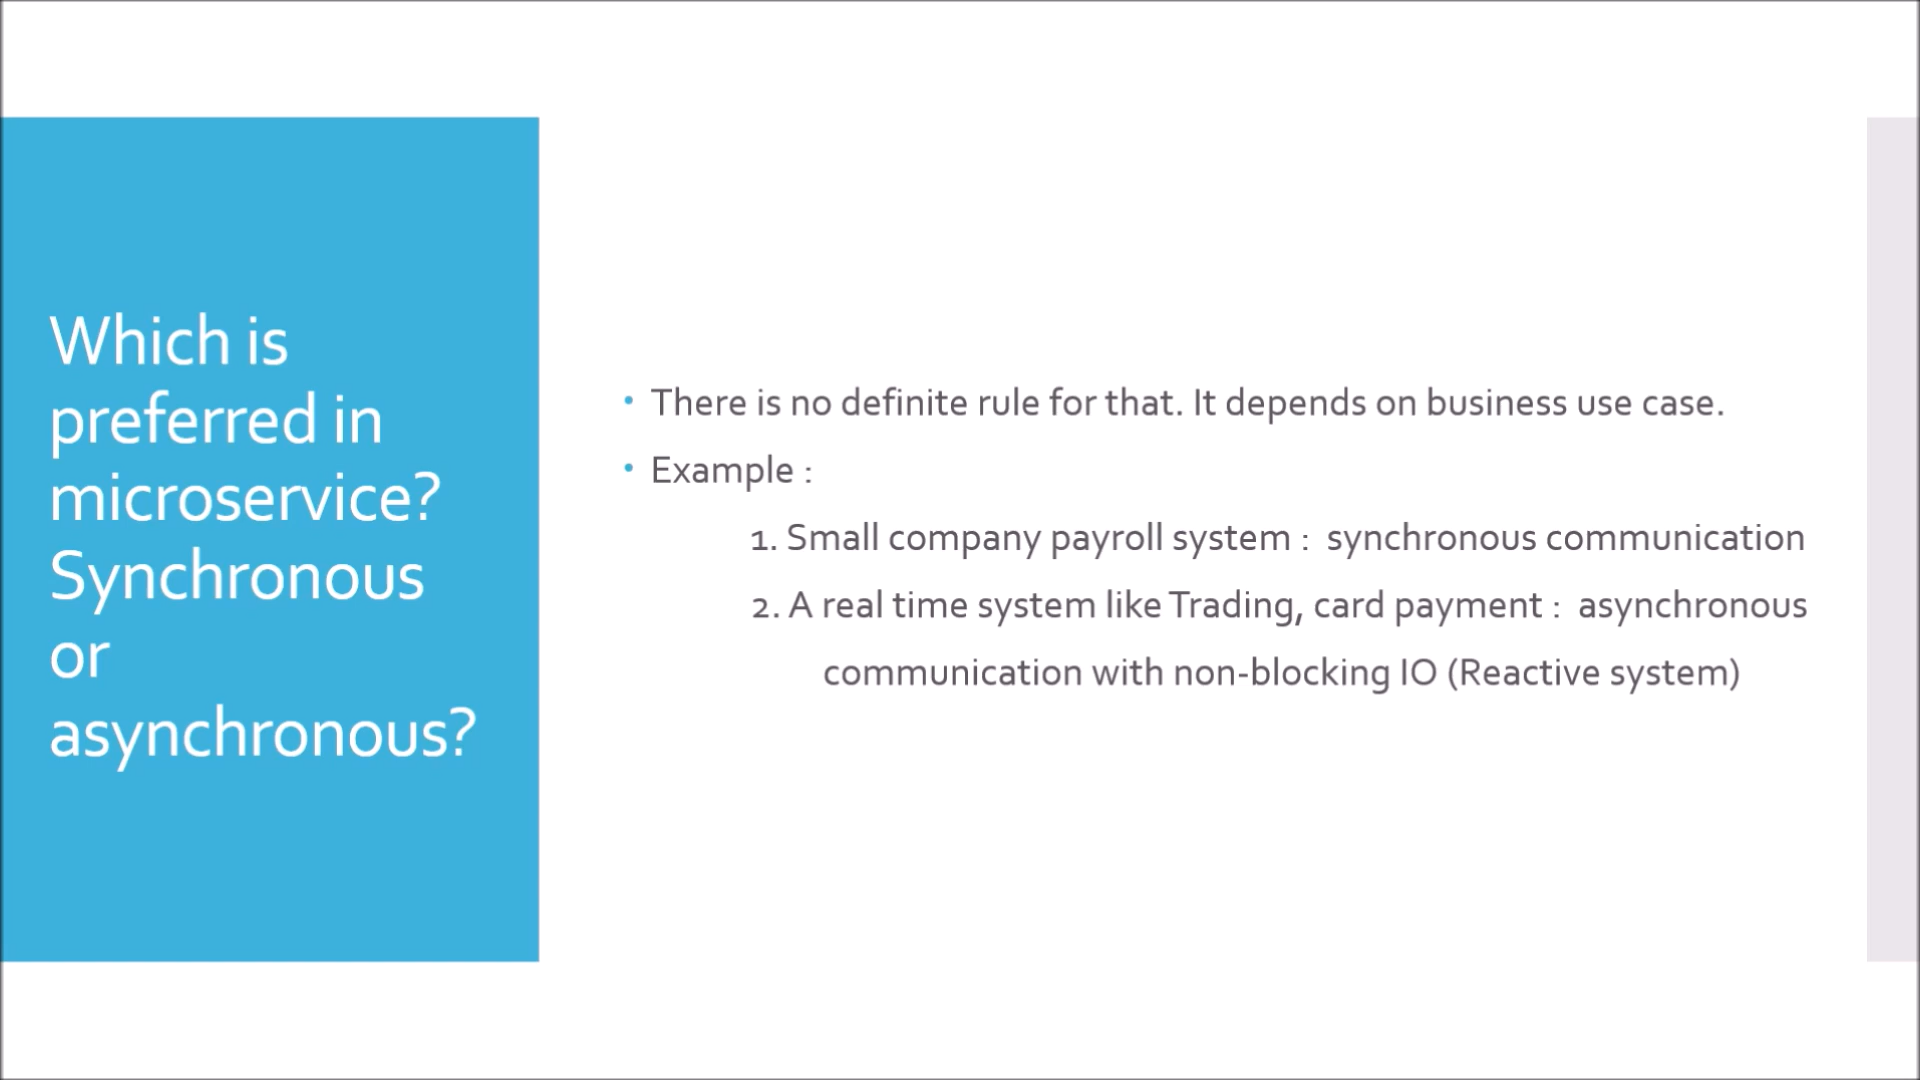 Which is
preferred in
microservice?
Synchronous
or
asynchronous?
• There is no definite rule for that. It depends on business use case.
• Example :
1. Small company payroll system : synchronous communication
2. A real time system like Trading, card payment : asynchronous
communication with non-blocking IO (Reactive system)